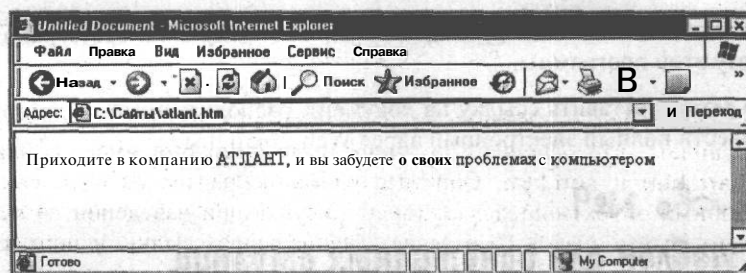 Untitled Document - Microsoft Internet Explorer
Файл Правка Вид Избранное Сервис Справка
Назад Поиск Избранное В »
Адрес: C:\Сайты\atlant.htm И Переход
Приходите в компанию АТЛАНТ, и вы забудете о своих проблемах с компьютером
Готово My Computer